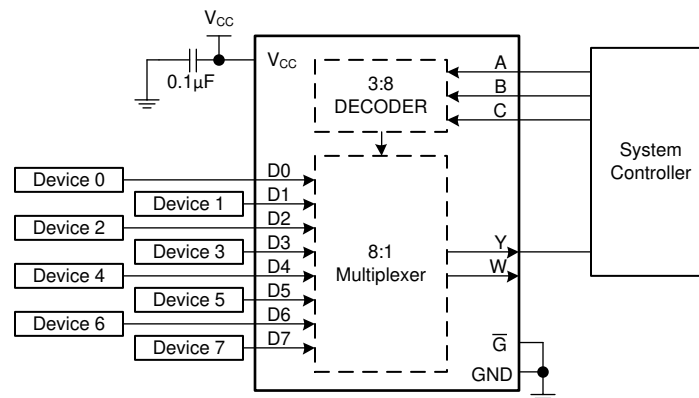 VCC
0.1µF
VCC
3:8
DECODER
A
B
C
System
Controller
Device 0
D0
Device 1
D1
Device 2
D2
Device 3
D3
Device 4
D4
Device 5
D5
Device 6
D6
Device 7
D7
8:1
Multiplexer
Y
W
G̅
GND